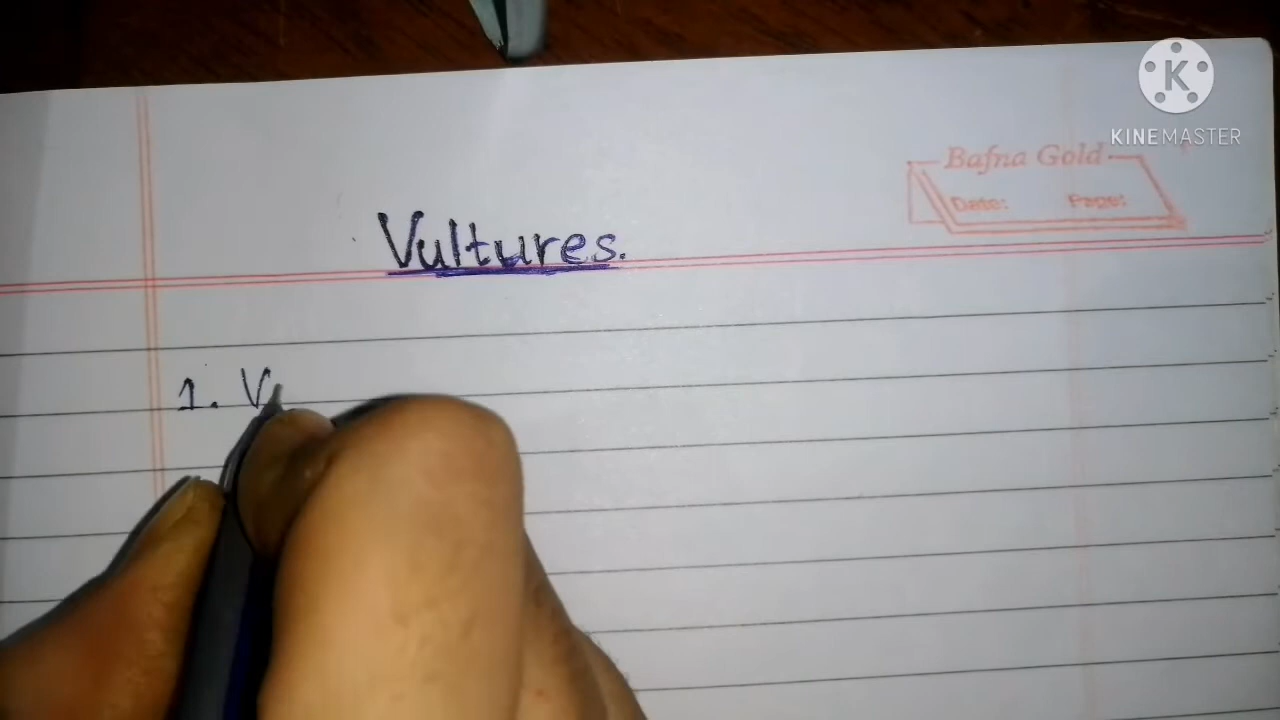 K
KINEMASTER
Bafna Gold
Date: Page:
Vultures.
1. V